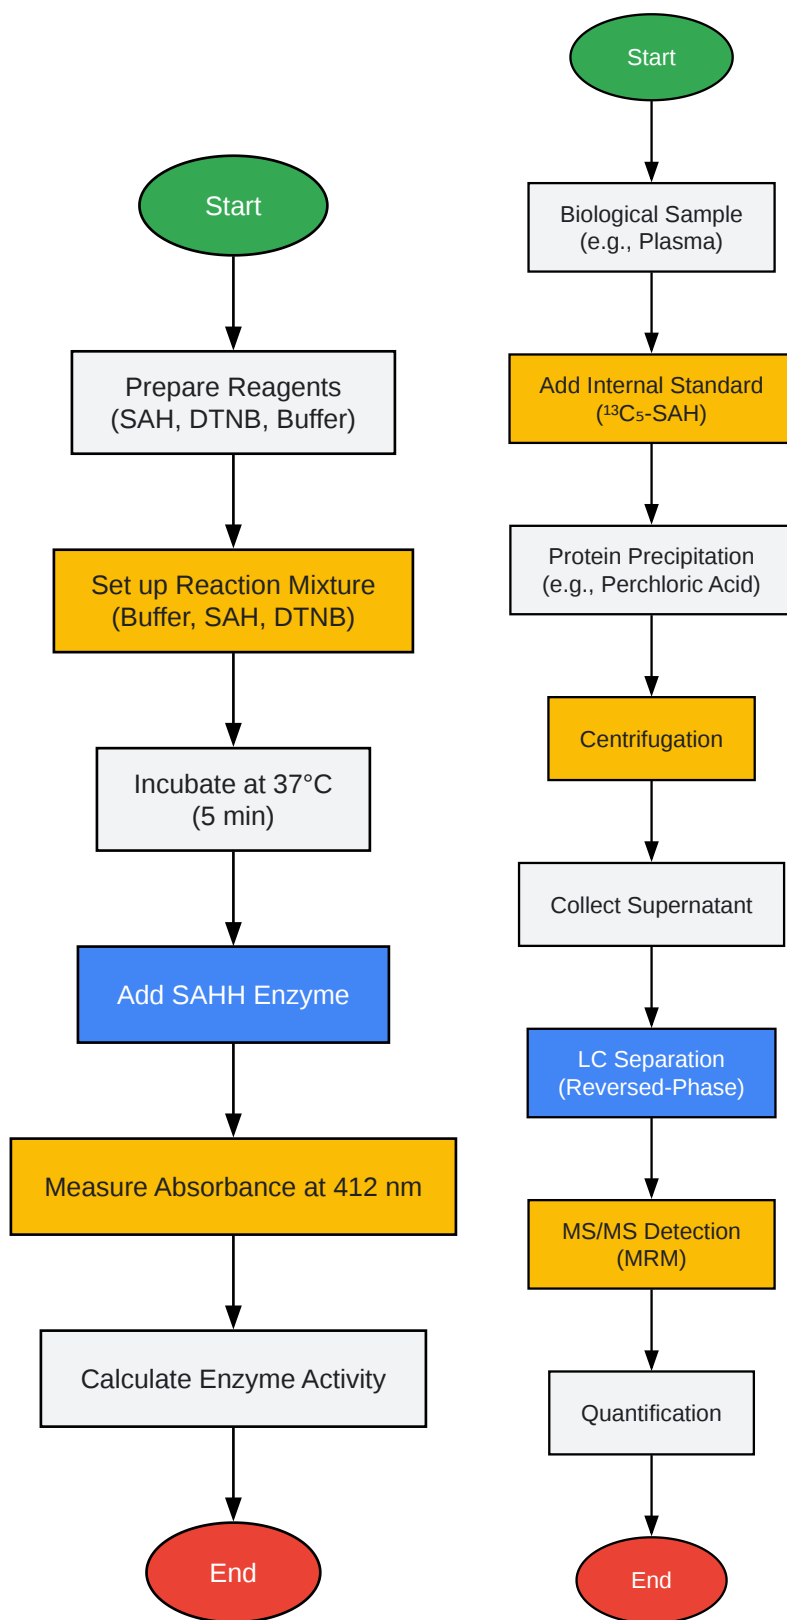 Start
Prepare Reagents
(SAH, DTNB, Buffer)
Set up Reaction Mixture
(Buffer, SAH, DTNB)
Incubate at 37°C
(5 min)
Add SAHH Enzyme
Measure Absorbance at 412 nm
Calculate Enzyme Activity
End
Start
Biological Sample
(e.g., Plasma)
Add Internal Standard
(¹³C₅-SAH)
Protein Precipitation
(e.g., Perchloric Acid)
Centrifugation
Collect Supernatant
LC Separation
(Reversed-Phase)
MS/MS Detection
(MRM)
Quantification
End